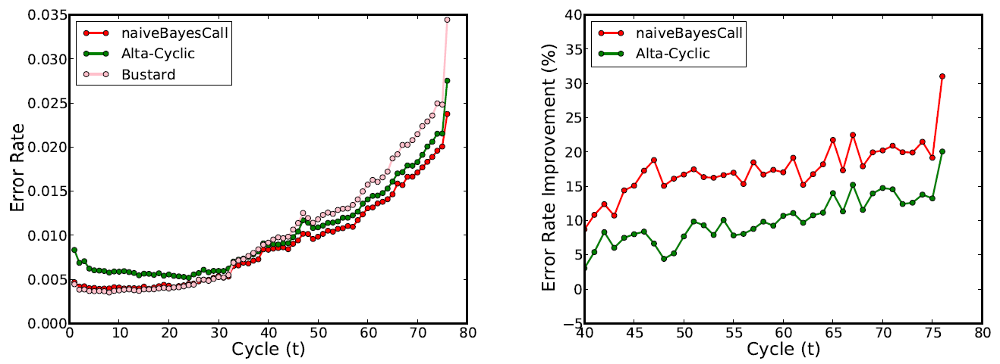 0.035
0.030
0.025
0.020
0.015
0.010
0.005
0.000
Error Rate
naiveBayesCall
Alta-Cyclic
Bustard
0 10 20 30 40 50 60 70 80
Cycle (t)
40
35
30
25
20
15
10
5
0
−5
Error Rate Improvement (%)
naiveBayesCall
Alta-Cyclic
40 45 50 55 60 65 70 75 80
Cycle (t)